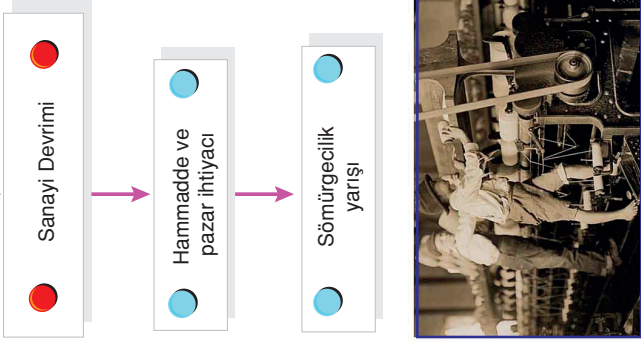 Sanayi Devrimi
Hammadde ve
pazar ihtiyacı
Sömürgecilik
yarışı